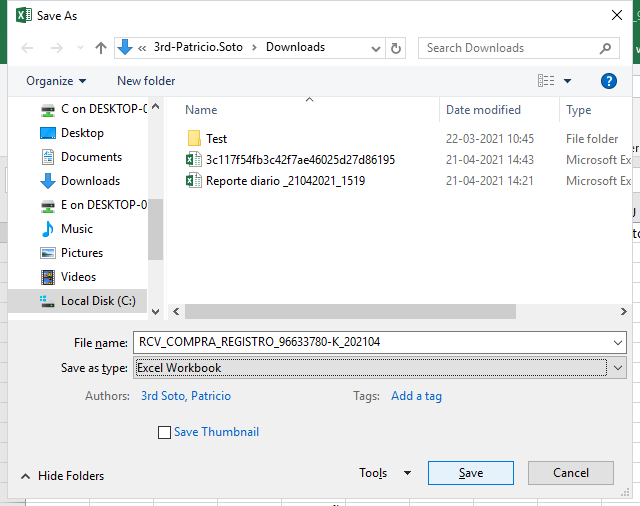 Save As
« 3rd-Patricio.Soto > Downloads
Search Downloads
Organize
New folder
?
Name
Date modified
Type
C on DESKTOP-0
Desktop
Documents
Downloads
E on DESKTOP-0
Music
Pictures
Videos
Local Disk (C:)
Test 22-03-2021 10:45 File folder
3c117f54fb3c42f7ae46025d27d86195 21-04-2021 14:43 Microsoft Ex
Reporte diario _21042021_1519 21-04-2021 14:21 Microsoft Ex
File name: RCV_COMPRA_REGISTRO_96633780-K_202104
Save as type: Excel Workbook
Authors: 3rd Soto, Patricio
Tags: Add a tag
Save Thumbnail
Hide Folders
Tools
Save
Cancel